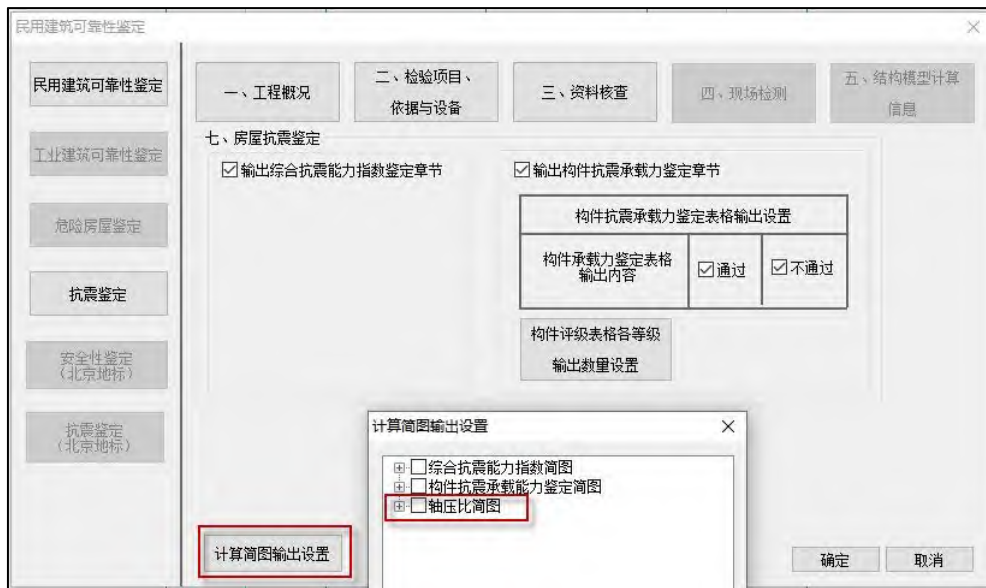 民用建筑可靠性鉴定
民用建筑可靠性鉴定
工业建筑可靠性鉴定
危险房屋鉴定
抗震鉴定
安全性鉴定
（北京地标）
抗震鉴定
（北京地标）
一、工程概况
二、检验项目、
依据与设备
三、资料核查
四、现场检测
五、结构模型计算
信息
七、房屋抗震鉴定
输出综合抗震能力指数鉴定章节
输出构件抗震承载力鉴定章节
构件抗震承载力鉴定表格输出设置
构件承载力鉴定表格
输出内容
通过
不通过
构件评级表格各等级
输出数量设置
计算简图输出设置
综合抗震能力指数简图
构件抗震承载能力鉴定简图
轴压比简图
计算简图输出设置
确定
取消